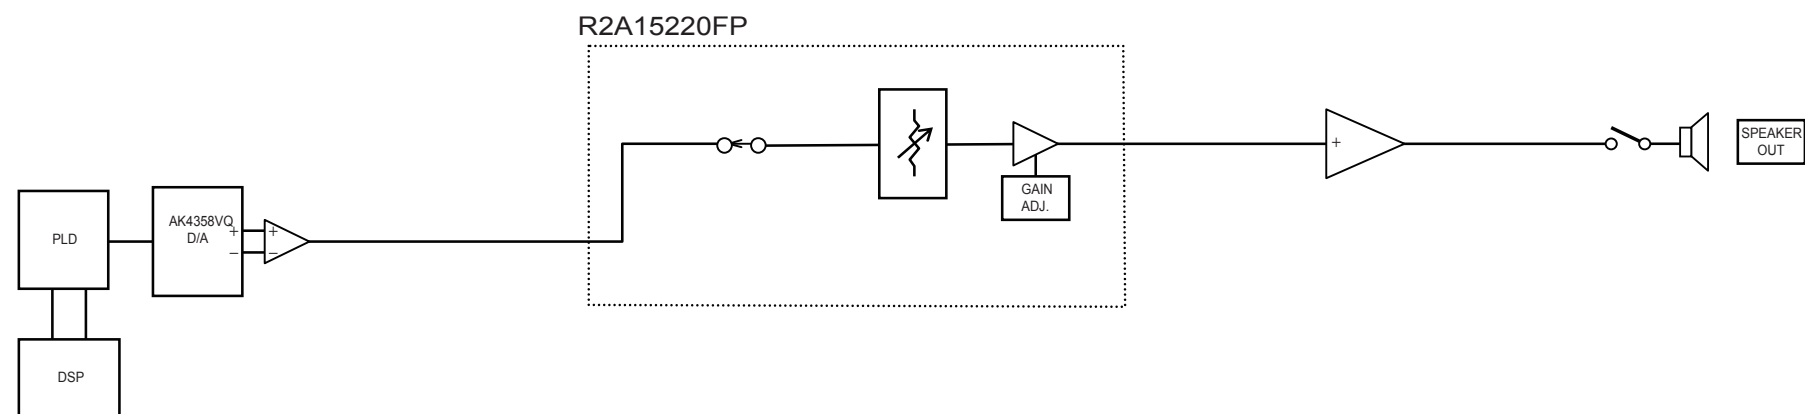 R2A15220FP
SPEAKER
OUT
+
GAIN
ADJ.
AK4358VQ
D/A
+ +
− −
PLD
DSP